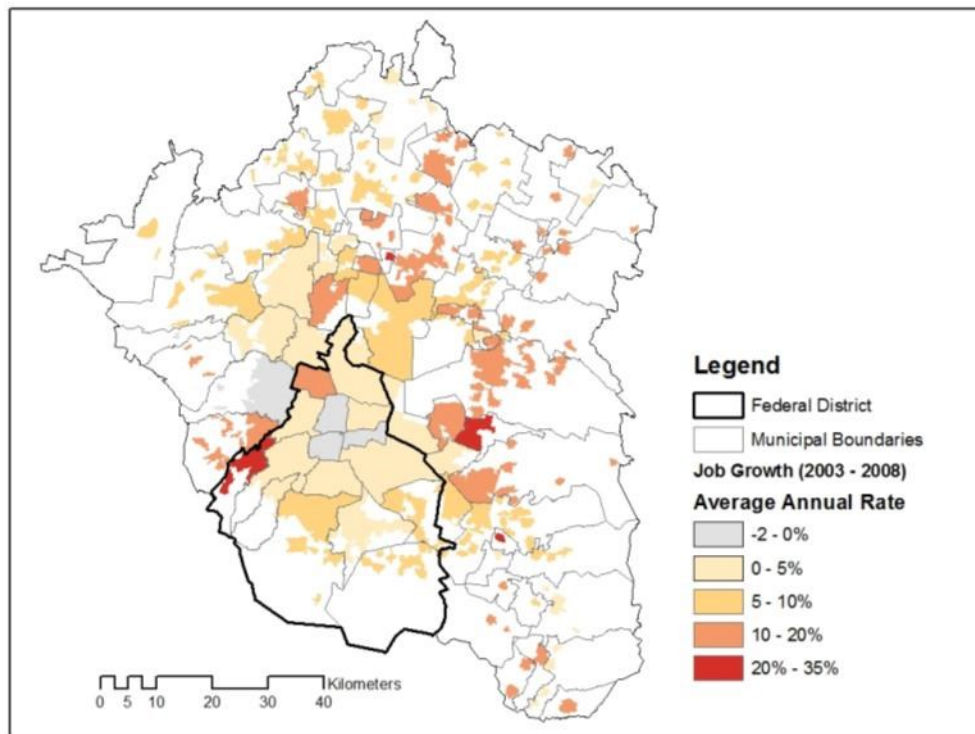 Legend
Federal District
Municipal Boundaries
Job Growth (2003 - 2008)
Average Annual Rate
-2 - 0%
0 - 5%
5 - 10%
10 - 20%
20% - 35%
Kilometers
0 5 10 20 30 40